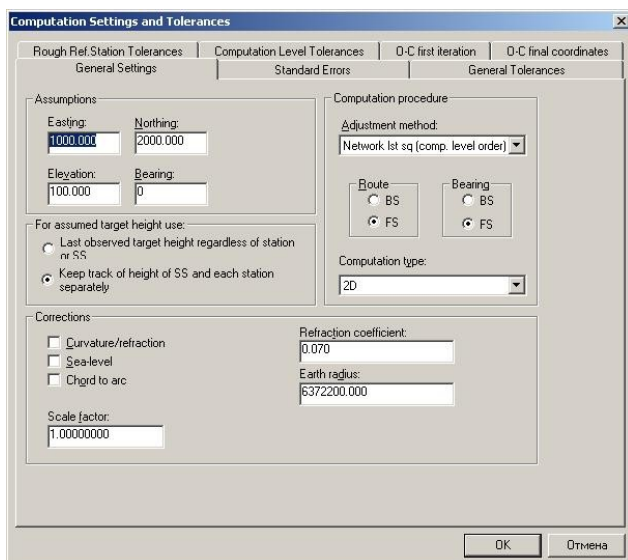 Computation Settings and Tolerances
Rough Ref.Station Tolerances
Computation Level Tolerances
O-C first iteration
O-C final coordinates
General Settings
Standard Errors
General Tolerances
Assumptions
Easting:
Northing:
1000.000
2000.000
Elevation:
Bearing:
100.000
0
For assumed target height use:
Last observed target height regardless of station
or SS
Keep track of height of SS and each station
separately
Computation procedure
Adjustment method:
Network lst sq (comp. level order)
Route
BS
FS
Bearing
BS
FS
Computation type:
2D
Corrections
Curvature/refraction
Sea-level
Chord to arc
Scale factor:
1.00000000
Refraction coefficient:
0.070
Earth radius:
6372200.000
OK
Отмена